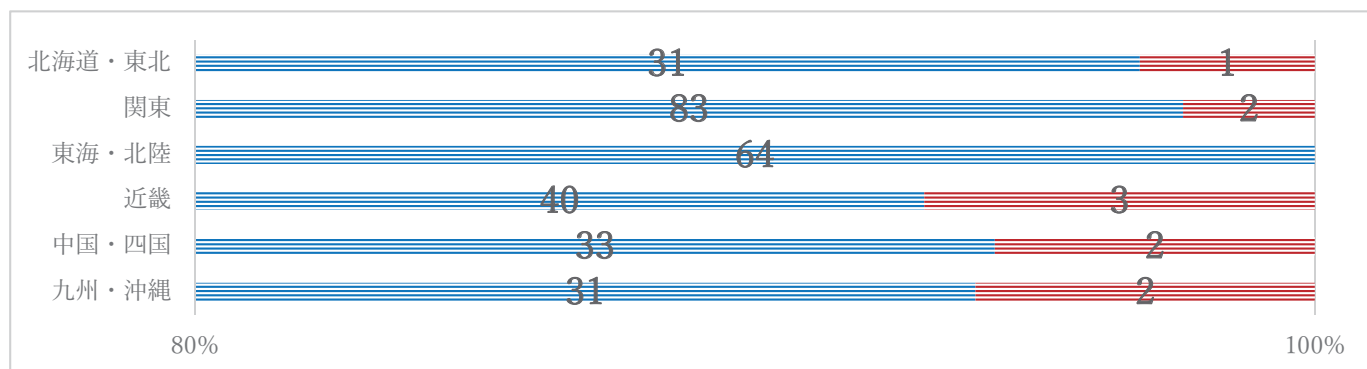 北海道・東北 31 1
関東 83 2
東海・北陸 64
近畿 40 3
中国・四国 33 2
九州・沖縄 31 2
80% 100%